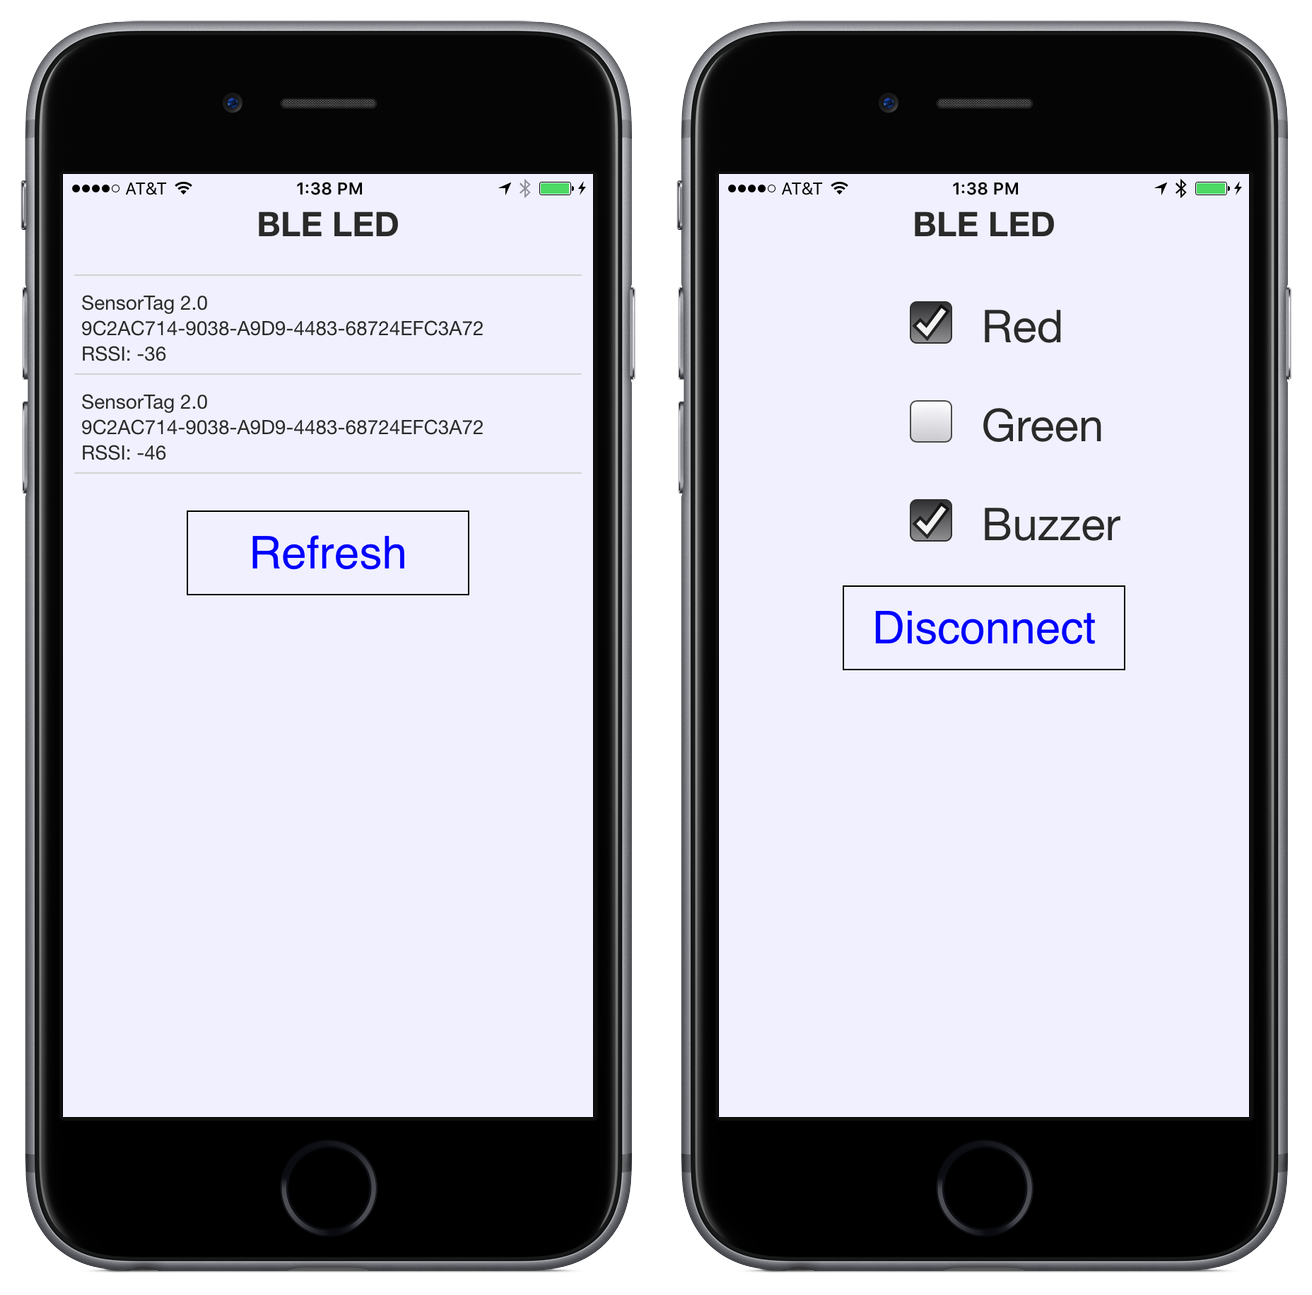 AT&T 1:38 PM
BLE LED
SensorTag 2.0
9C2AC714-9038-A9D9-4483-68724EFC3A72
RSSI: -36
SensorTag 2.0
9C2AC714-9038-A9D9-4483-68724EFC3A72
RSSI: -46
Refresh
AT&T 1:38 PM
BLE LED
Red
Green
Buzzer
Disconnect